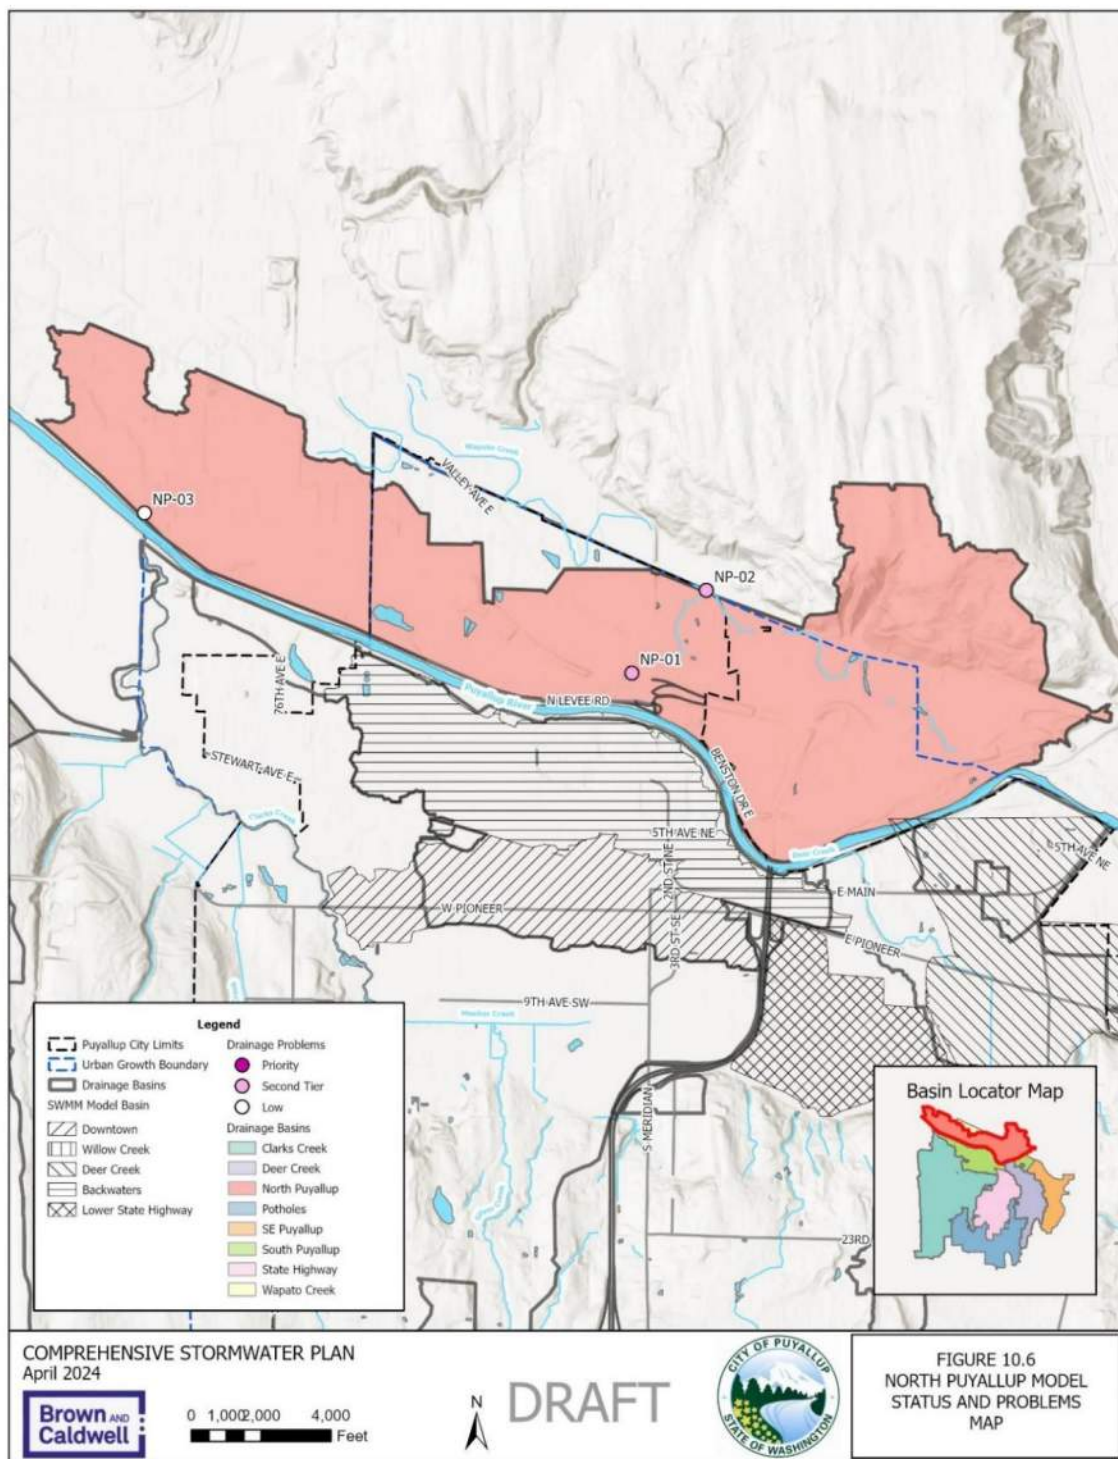 Wapato Creek
VALLEY AVE E
NP-03
NP-02
NP-01
76TH AVE E
Puyallup River
N LEVEE RD
STEWART AVE E
BENSTON DR E
Clarks Creek
5TH AVE NE
2ND ST NE
Deer Creek
5TH AVE NE
E MAIN
W PIONEER
3RD ST SE
E PIONEER
9TH AVE SW
Meeker Creek
S MERIDIAN
23RD
Legend
Puyallup City Limits
Urban Growth Boundary
Drainage Basins
SWMM Model Basin
Downtown
Willow Creek
Deer Creek
Backwaters
Lower State Highway
Drainage Problems
Priority
Second Tier
Low
Drainage Basins
Clarks Creek
Deer Creek
North Puyallup
Potholes
SE Puyallup
South Puyallup
State Highway
Wapato Creek
Basin Locator Map
COMPREHENSIVE STORMWATER PLAN
April 2024
Brown AND
Caldwell
0 1,000 2,000 4,000
Feet
N
DRAFT
CITY OF PUYALLUP
STATE OF WASHINGTON
FIGURE 10.6
NORTH PUYALLUP MODEL
STATUS AND PROBLEMS
MAP